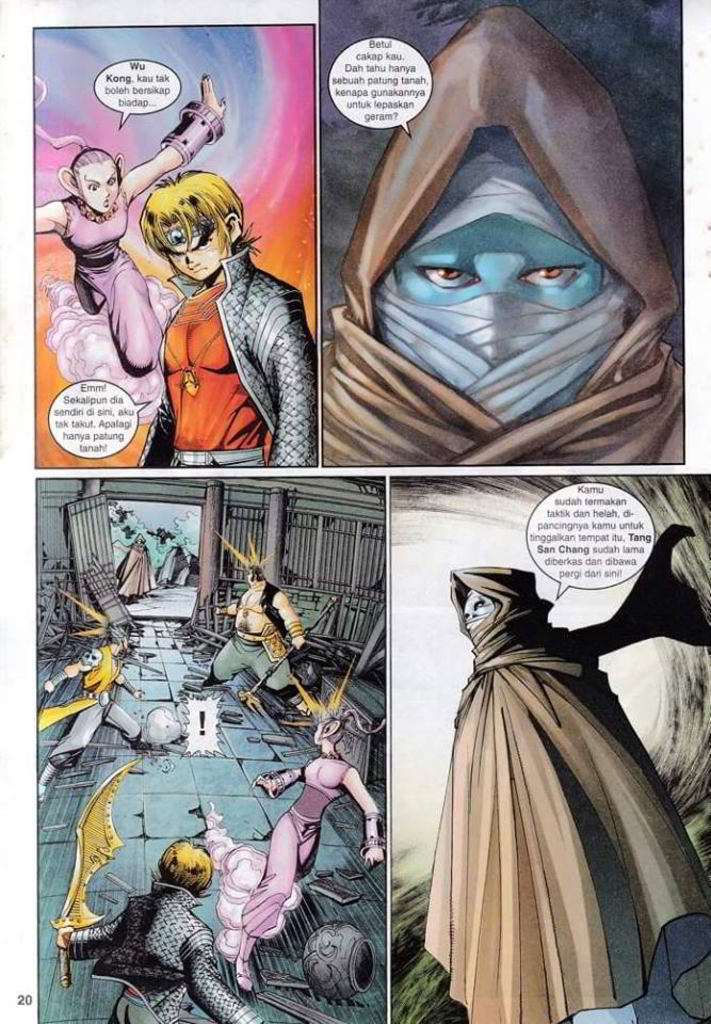 Wu
Kong, kau tak
boleh bersikap
biadap...
Emm!
Sekalipun dia
sendiri di sini, aku
tak takut. Apalagi
hanya patung
tanah!
Betul
cakap kau.
Dah tahu hanya
sebuah patung tanah,
kenapa gunakannya
untuk lepaskan
geram?
!
Kamu
sudah termakan
taktik dan helah, di-
pancingnya kamu untuk
tinggalkan tempat itu, Tang
San Chang sudah lama
diberkas dan dibawa
pergi dari sini!
20